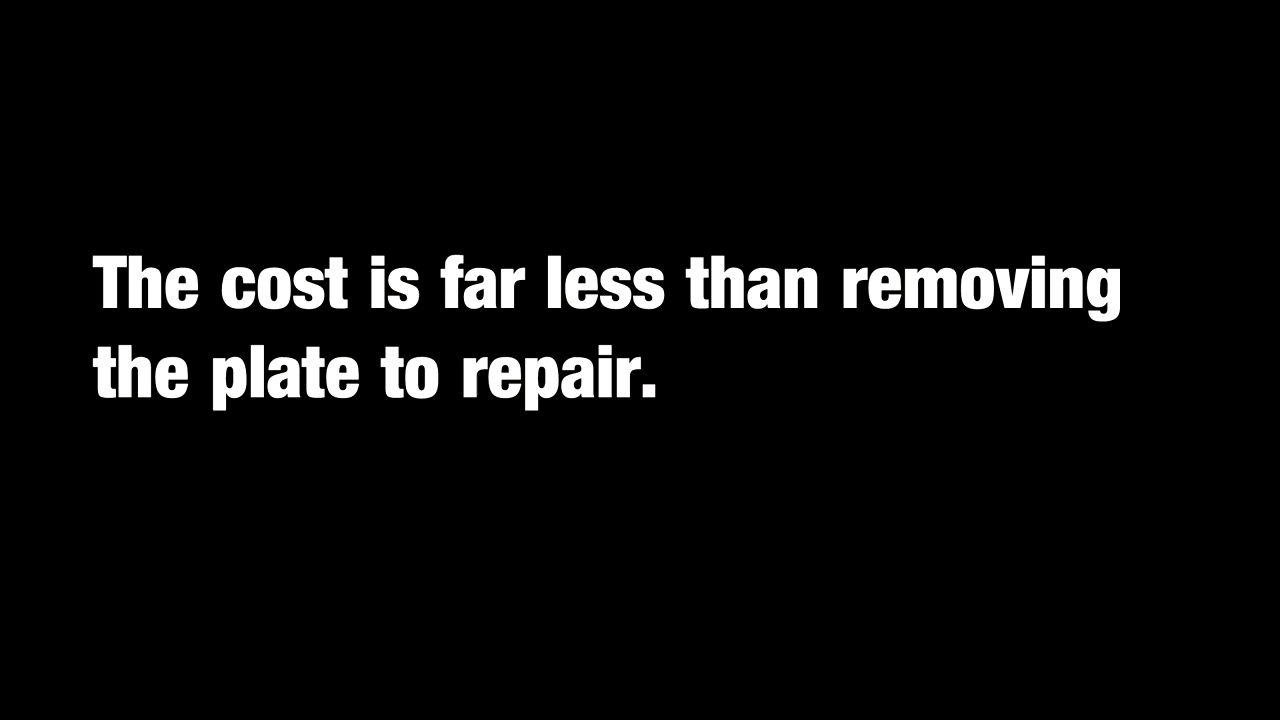 The cost is far less than removing
the plate to repair.